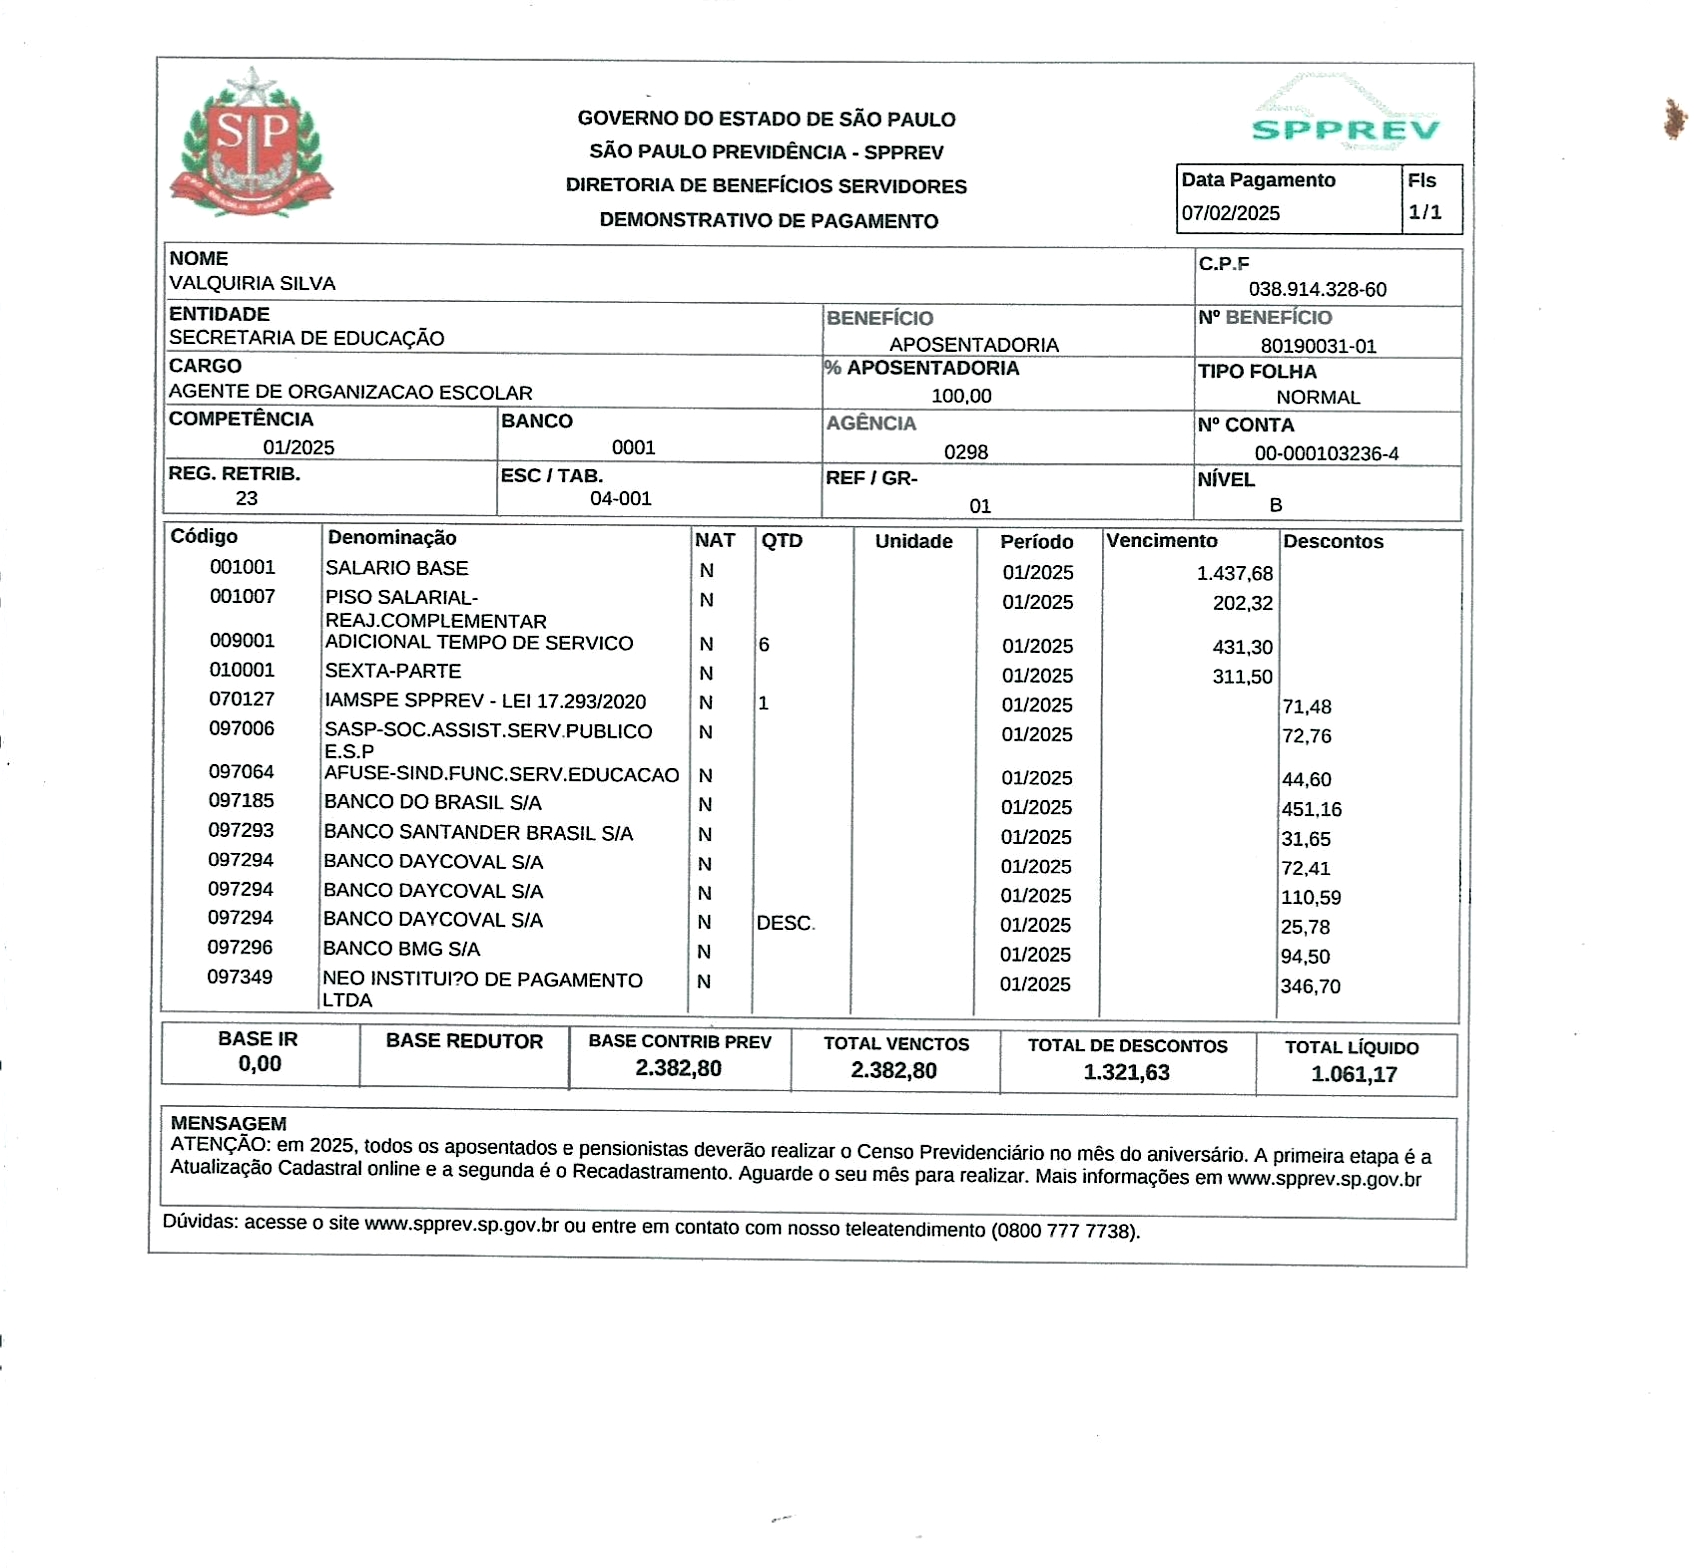 GOVERNO DO ESTADO DE SÃO PAULO
SÃO PAULO PREVIDÊNCIA - SPPREV
DIRETORIA DE BENEFÍCIOS SERVIDORES
DEMONSTRATIVO DE PAGAMENTO
SP
SPPREV
Data Pagamento Fls
07/02/2025 1/1
NOME C.P.F
VALQUIRIA SILVA 038.914.328-60
ENTIDADE BENEFÍCIO Nº BENEFÍCIO
SECRETARIA DE EDUCAÇÃO APOSENTADORIA 80190031-01
CARGO % APOSENTADORIA TIPO FOLHA
AGENTE DE ORGANIZACAO ESCOLAR 100,00 NORMAL
COMPETÊNCIA BANCO AGÊNCIA Nº CONTA
01/2025 0001 0298 00-000103236-4
REG. RETRIB. ESC / TAB. REF / GR- NÍVEL
23 04-001 01 B
Código Denominação NAT QTD Unidade Período Vencimento Descontos
001001 SALARIO BASE N 01/2025 1.437,68
001007 PISO SALARIAL- N 01/2025 202,32
REAJ.COMPLEMENTAR
009001 ADICIONAL TEMPO DE SERVICO N 6 01/2025 431,30
010001 SEXTA-PARTE N 01/2025 311,50
070127 IAMSPE SPPREV - LEI 17.293/2020 N 1 01/2025 71,48
097006 SASP-SOC.ASSIST.SERV.PUBLICO N 01/2025 72,76
E.S.P
097064 AFUSE-SIND.FUNC.SERV.EDUCACAO N 01/2025 44,60
097185 BANCO DO BRASIL S/A N 01/2025 451,16
097293 BANCO SANTANDER BRASIL S/A N 01/2025 31,65
097294 BANCO DAYCOVAL S/A N 01/2025 72,41
097294 BANCO DAYCOVAL S/A N 01/2025 110,59
097294 BANCO DAYCOVAL S/A N DESC. 01/2025 25,78
097296 BANCO BMG S/A N 01/2025 94,50
097349 NEO INSTITUI?O DE PAGAMENTO N 01/2025 346,70
LTDA
BASE IR BASE REDUTOR BASE CONTRIB PREV TOTAL VENCTOS TOTAL DE DESCONTOS TOTAL LÍQUIDO
0,00 2.382,80 2.382,80 1.321,63 1.061,17
MENSAGEM
ATENÇÃO: em 2025, todos os aposentados e pensionistas deverão realizar o Censo Previdenciário no mês do aniversário. A primeira etapa é a
Atualização Cadastral online e a segunda é o Recadastramento. Aguarde o seu mês para realizar. Mais informações em www.spprev.sp.gov.br
Dúvidas: acesse o site www.spprev.sp.gov.br ou entre em contato com nosso teleatendimento (0800 777 7738).